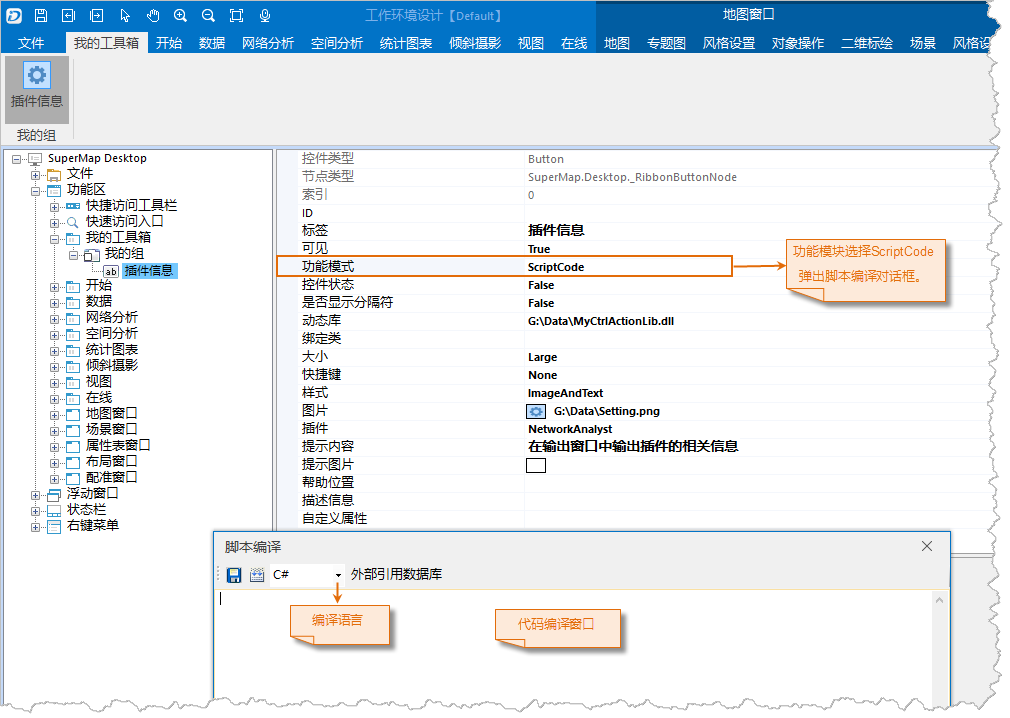 工作环境设计【Default】 地图窗口
文件 我的工具箱 开始 数据 网络分析 空间分析 统计图表 倾斜摄影 视图 在线 地图 专题图 风格设置 对象操作 二维标绘 场景 风格设
插件信息
我的组
SuperMap Desktop
文件
功能区
快捷访问工具栏
快速访问入口
我的工具箱
我的组
ab 插件信息
开始
数据
网络分析
空间分析
统计图表
倾斜摄影
视图
在线
地图窗口
场景窗口
属性表窗口
布局窗口
配准窗口
浮动窗口
状态栏
右键菜单
控件类型 Button
节点类型 SuperMap.Desktop._RibbonButtonNode
索引 0
ID
标签 插件信息
可见 True
功能模式 ScriptCode
控件状态 False
是否显示分隔符 False
动态库 G:\Data\MyCtrlActionLib.dll
绑定类
大小 Large
快捷键 None
样式 ImageAndText
图片 G:\Data\Setting.png
插件 NetworkAnalyst
提示内容 在输出窗口中输出插件的相关信息
提示图片
帮助位置
描述信息
自定义属性
功能模块选择ScriptCode
弹出脚本编译对话框。
脚本编译
C# 外部引用数据库
编译语言
代码编译窗口